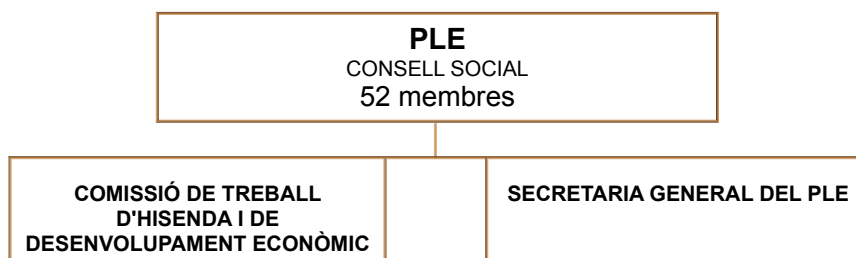 PLE
CONSELL SOCIAL
52 membres
COMISSIÓ DE TREBALL
D'HISENDA I DE
DESENVOLUPAMENT ECONÒMIC
SECRETARIA GENERAL DEL PLE